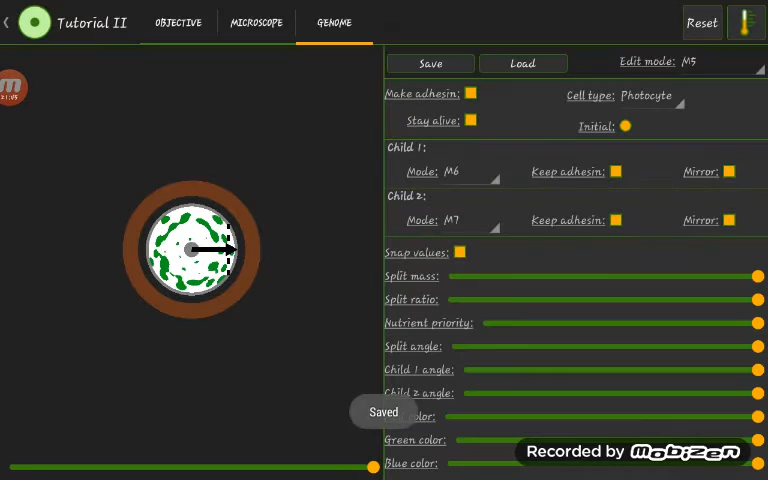 Tutorial II
OBJECTIVE
MICROSCOPE
GENOME
Reset
Save
Load
Edit mode: M5
Make adhesin:
Cell type: Photocyte
Stay alive:
Initial:
Child 1:
Mode: M6
Keep adhesin:
Mirror:
Child 2:
Mode: M7
Keep adhesin:
Mirror:
Snap values:
Split mass:
Split ratio:
Nutrient priority:
Split angle:
Child 1 angle:
Child 2 angle:
Saved
color:
Green color:
Blue color:
Recorded by mobizen